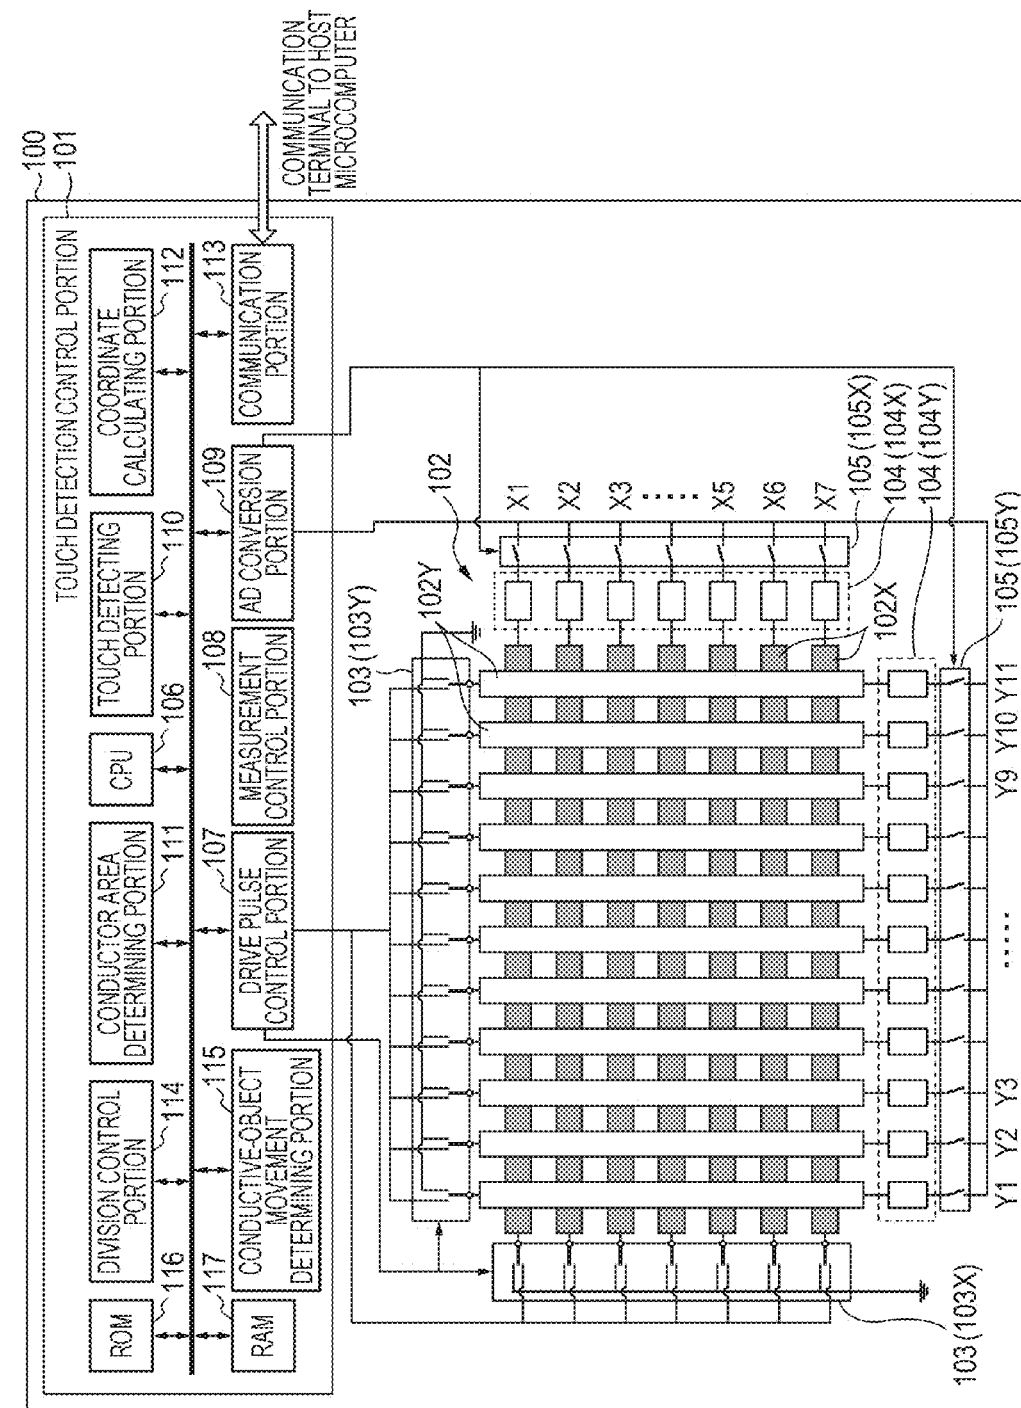 100
101
TOUCH DETECTION CONTROL PORTION
ROM
116
DIVISION CONTROL
PORTION
114
CONDUCTOR AREA
DETERMINING PORTION
111
CPU
106
TOUCH DETECTING
PORTION
110
COORDINATE
CALCULATING PORTION
112
RAM
117
CONDUCTIVE-OBJECT
MOVEMENT
DETERMINING PORTION
115
DRIVE PULSE
CONTROL PORTION
107
MEASUREMENT
CONTROL PORTION
108
AD CONVERSION
PORTION
109
COMMUNICATION
PORTION
113
COMMUNICATION
TERMINAL TO HOST
MICROCOMPUTER
103 (103Y)
102Y
102
X1
X2
X3
X5
X6
X7
102X
105 (105X)
104 (104X)
104 (104Y)
105 (105Y)
103 (103X)
Y1 Y2 Y3 Y9 Y10 Y11